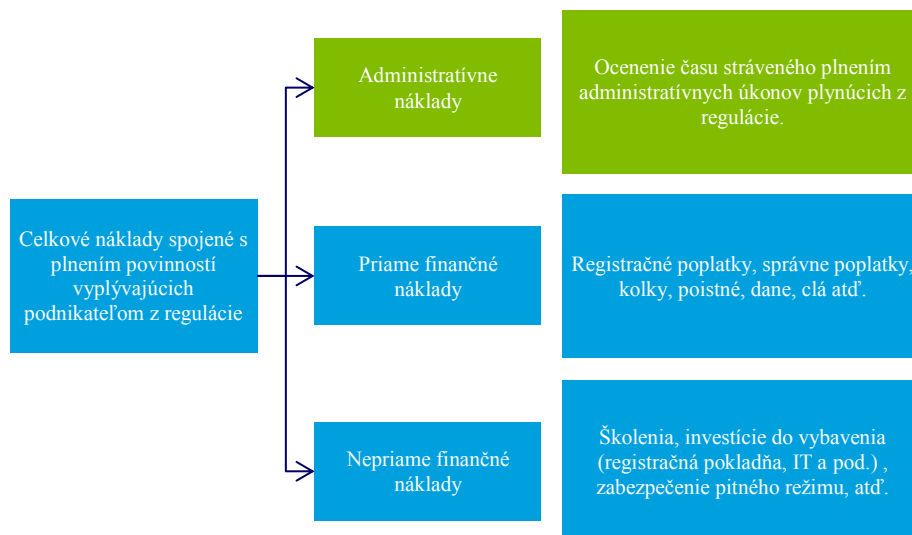 Celkové náklady spojené s
plnením povinností
vyplývajúcich
podnikateľom z regulácie
Administratívne
náklady
Ocenenie času stráveného plnením
administratívnych úkonov plynúcich z
regulácie.
Priame finančné
náklady
Registračné poplatky, správne poplatky,
kolky, poistné, dane, clá atď.
Nepriame finančné
náklady
Školenia, investície do vybavenia
(registračná pokladňa, IT a pod.) ,
zabezpečenie pitného režimu, atď.